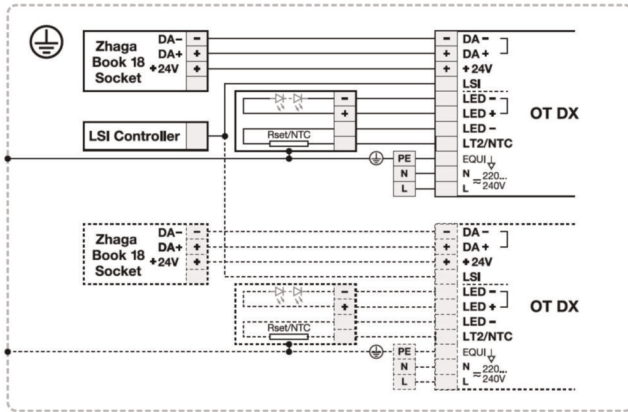 Zhaga
Book 18
Socket
DA− −
DA+ +
+24V +
− DA −
+ DA +
+ +24V
LSI
LED −
LED +
LED −
LT2/NTC
EQUI
N 220...
L 240V
OT DX
−
+
Rset/NTC
LSI Controller
PE
N
L
Zhaga
Book 18
Socket
DA− −
DA+ +
+24V +
− DA −
+ DA +
+ +24V
LSI
LED −
LED +
LED −
LT2/NTC
EQUI
N 220...
L ≂ 240V
OT DX
−
+
Rset/NTC
PE
N
L